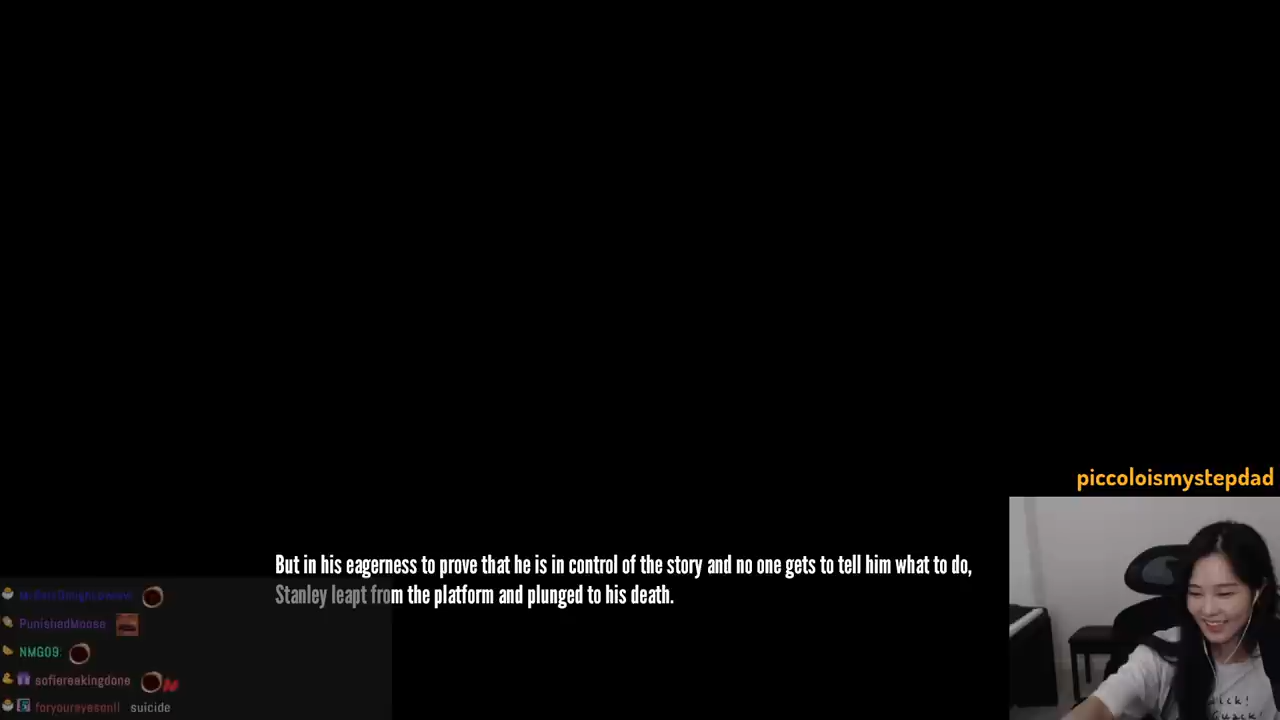 piccoloismystepdad
But in his eagerness to prove that he is in control of the story and no one gets to tell him what to do,
Stanley leapt from the platform and plunged to his death.
PunishedMoose
NMG09:
sofiereakingdone
foryoureyesonll suicide